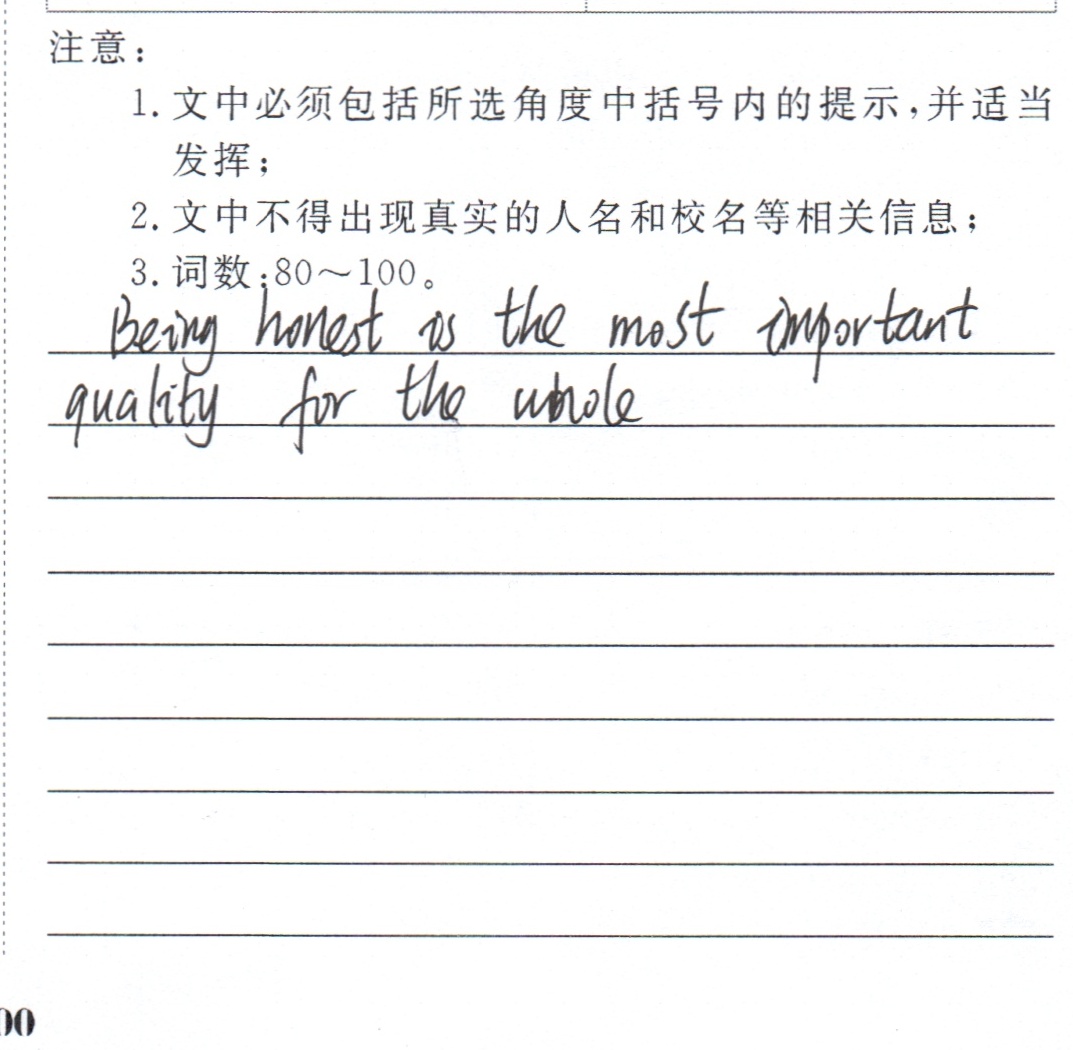 注意：
1. 文中必须包括所选角度中括号内的提示，并适当
发挥；
2. 文中不得出现真实的人名和校名等相关信息；
3. 词数：80～100。
Being honest is the most important
quality for the whole
00